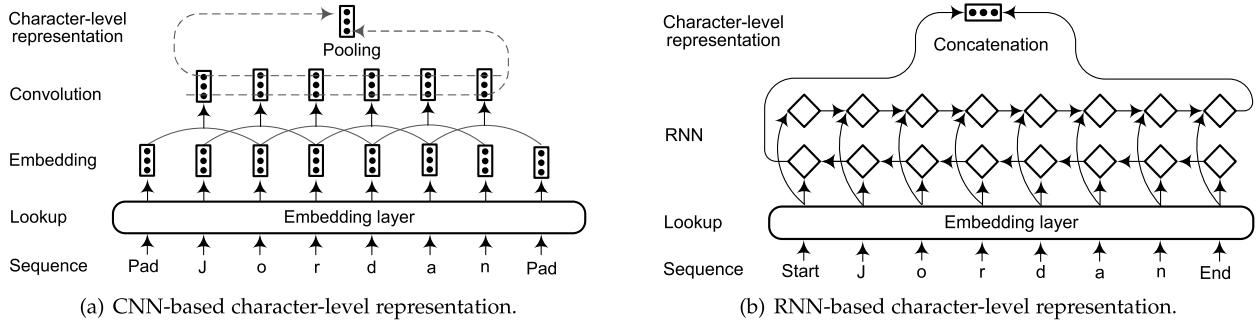 Character-level
representation
Pooling
Convolution
Embedding
Lookup
Embedding layer
Sequence
Pad J o r d a n Pad
(a) CNN-based character-level representation.
Character-level
representation
Concatenation
RNN
Lookup
Embedding layer
Sequence
Start J o r d a n End
(b) RNN-based character-level representation.